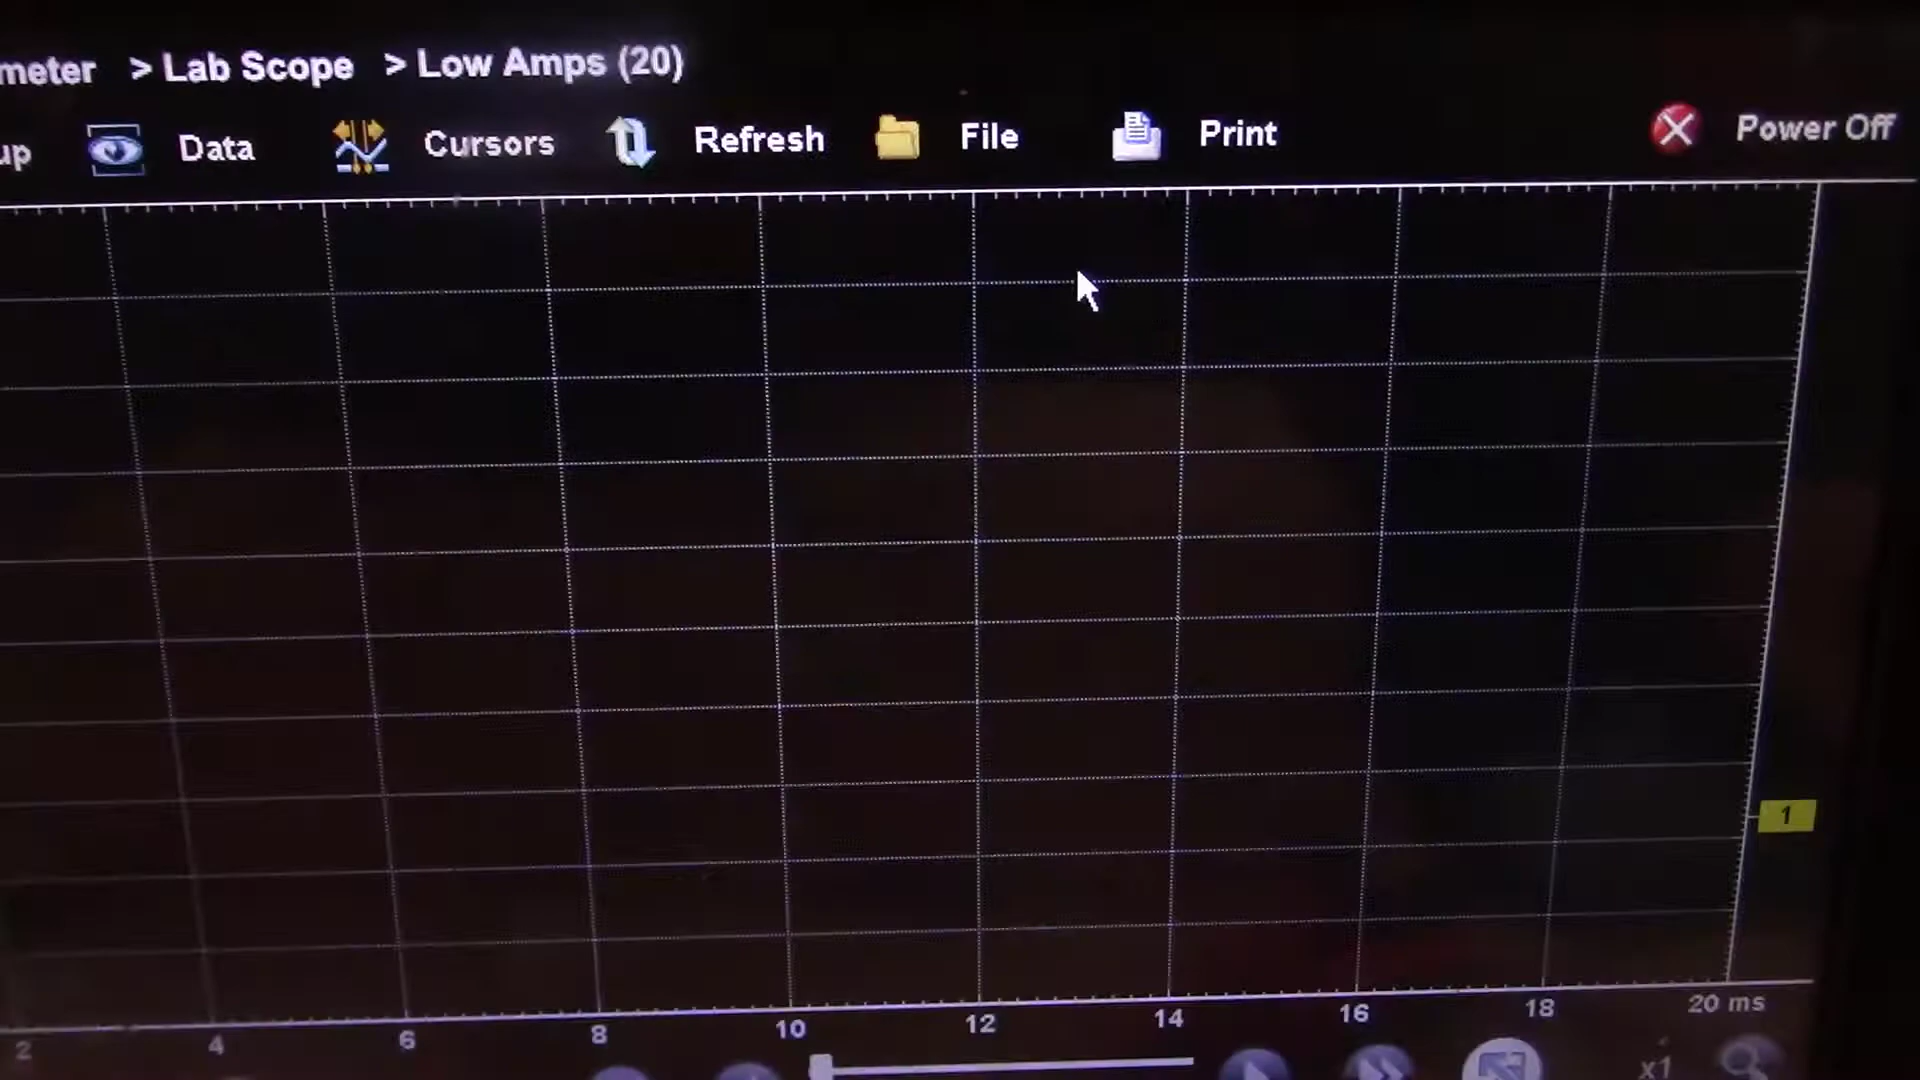 meter > Lab Scope > Low Amps (20)
up Data Cursors Refresh File Print Power Off
1
2 4 6 8 10 12 14 16 18 20 ms
x1